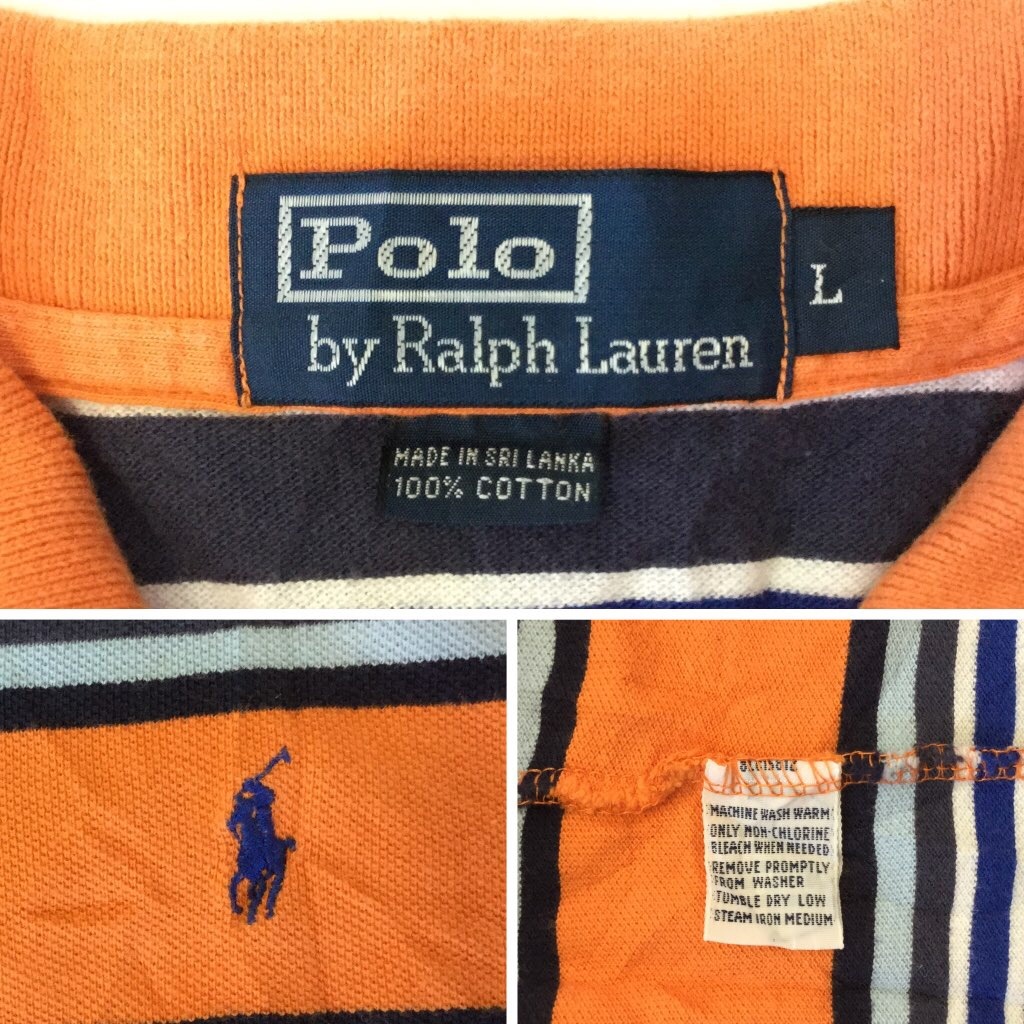 Polo
by Ralph Lauren
L
MADE IN SRI LANKA
100% COTTON
MACHINE WASH WARM
ONLY NON-CHLORINE
BLEACH WHEN NEEDED
REMOVE PROMPTLY
FROM WASHER
TUMBLE DRY LOW
STEAM IRON MEDIUM